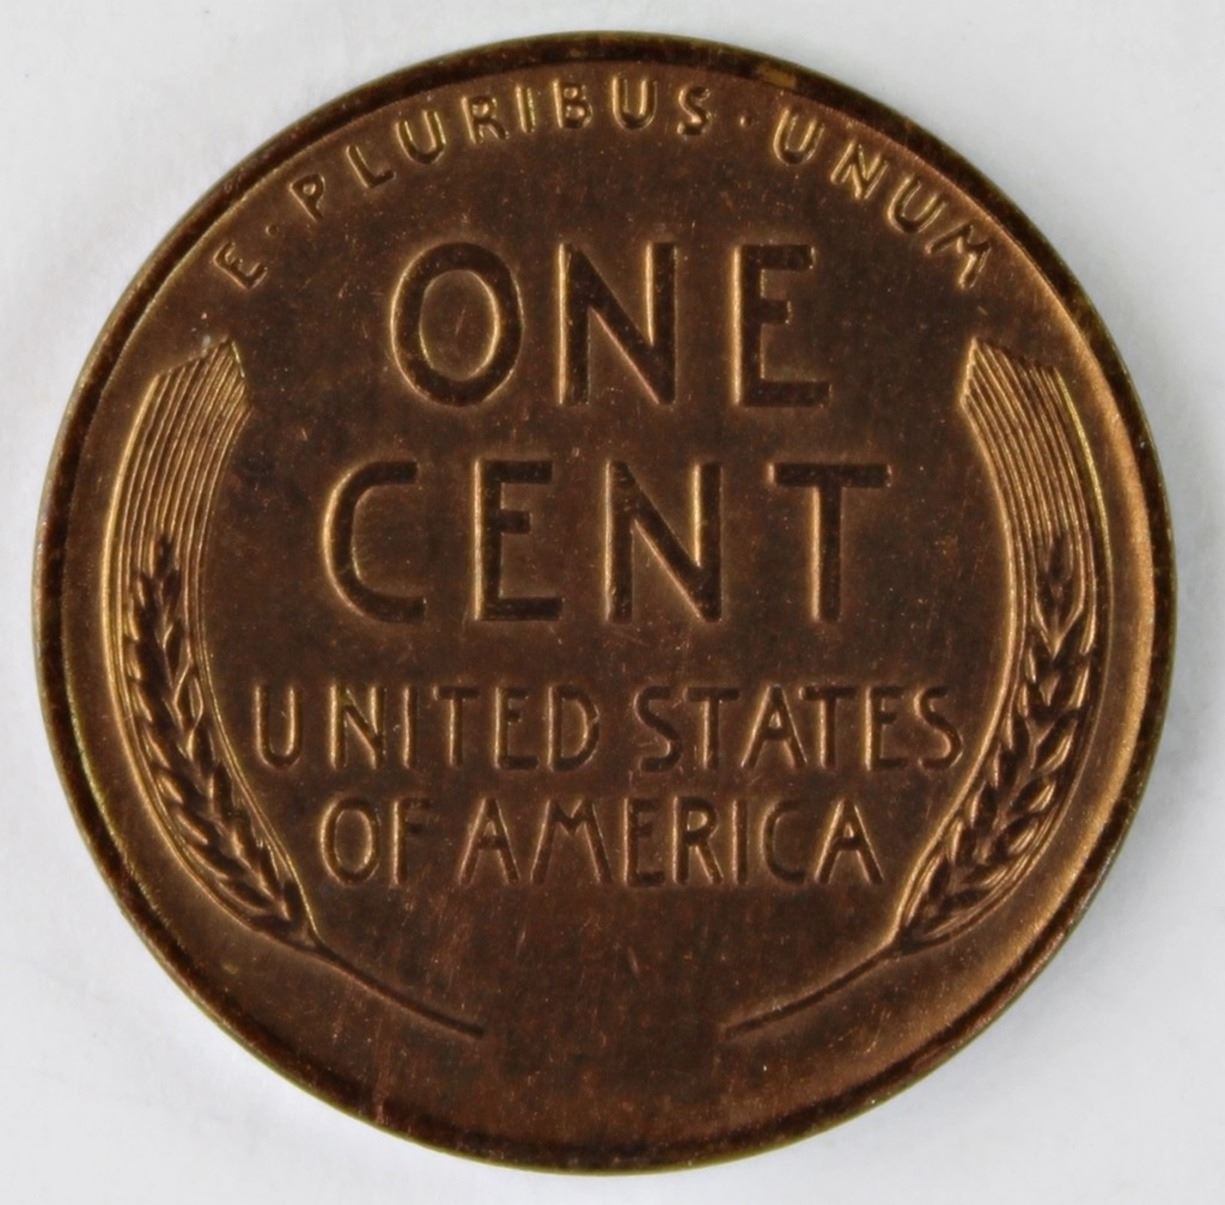 E·PLURIBUS·UNUM
ONE
CENT
UNITED STATES
OF AMERICA